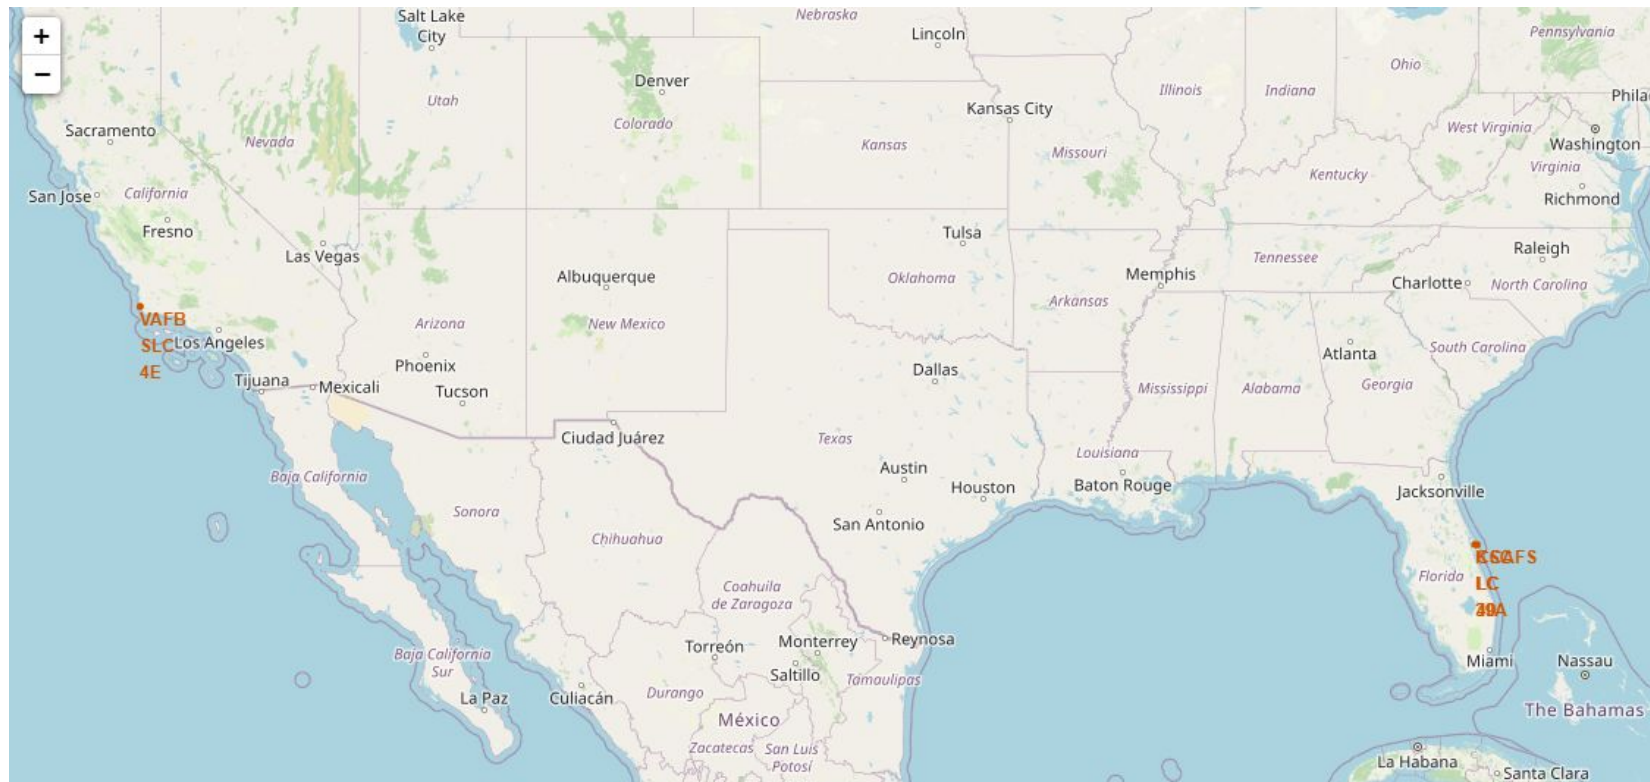 +
−
Salt Lake
City
Nebraska
Lincoln
Pennsylvania
Denver
Utah
Colorado
Ohio
Illinois
Indiana
Kansas City
Sacramento
Nevada
Kansas
Missouri
West Virginia
Washington
Virginia
Kentucky
San Jose
California
Richmond
Fresno
Las Vegas
Tulsa
Raleigh
Albuquerque
Oklahoma
Memphis
Tennessee
Charlotte
North Carolina
Arkansas
VAFB
SLC
4E
Los Angeles
Arizona
New Mexico
Phoenix
Dallas
Atlanta
South Carolina
Tijuana
Mexicali
Tucson
Mississippi
Alabama
Georgia
Ciudad Juárez
Texas
Louisiana
Baja California
Austin
Houston
Baton Rouge
Jacksonville
Sonora
San Antonio
Chihuahua
Florida
LC
Coahuila
de Zaragoza
Torreón
Monterrey
Reynosa
Saltillo
Tamaulipas
Baja California
Sur
La Paz
Culiacán
Durango
Miami
Nassau
México
The Bahamas
Zacatecas
San Luis
Potosí
La Habana
Santa Clara